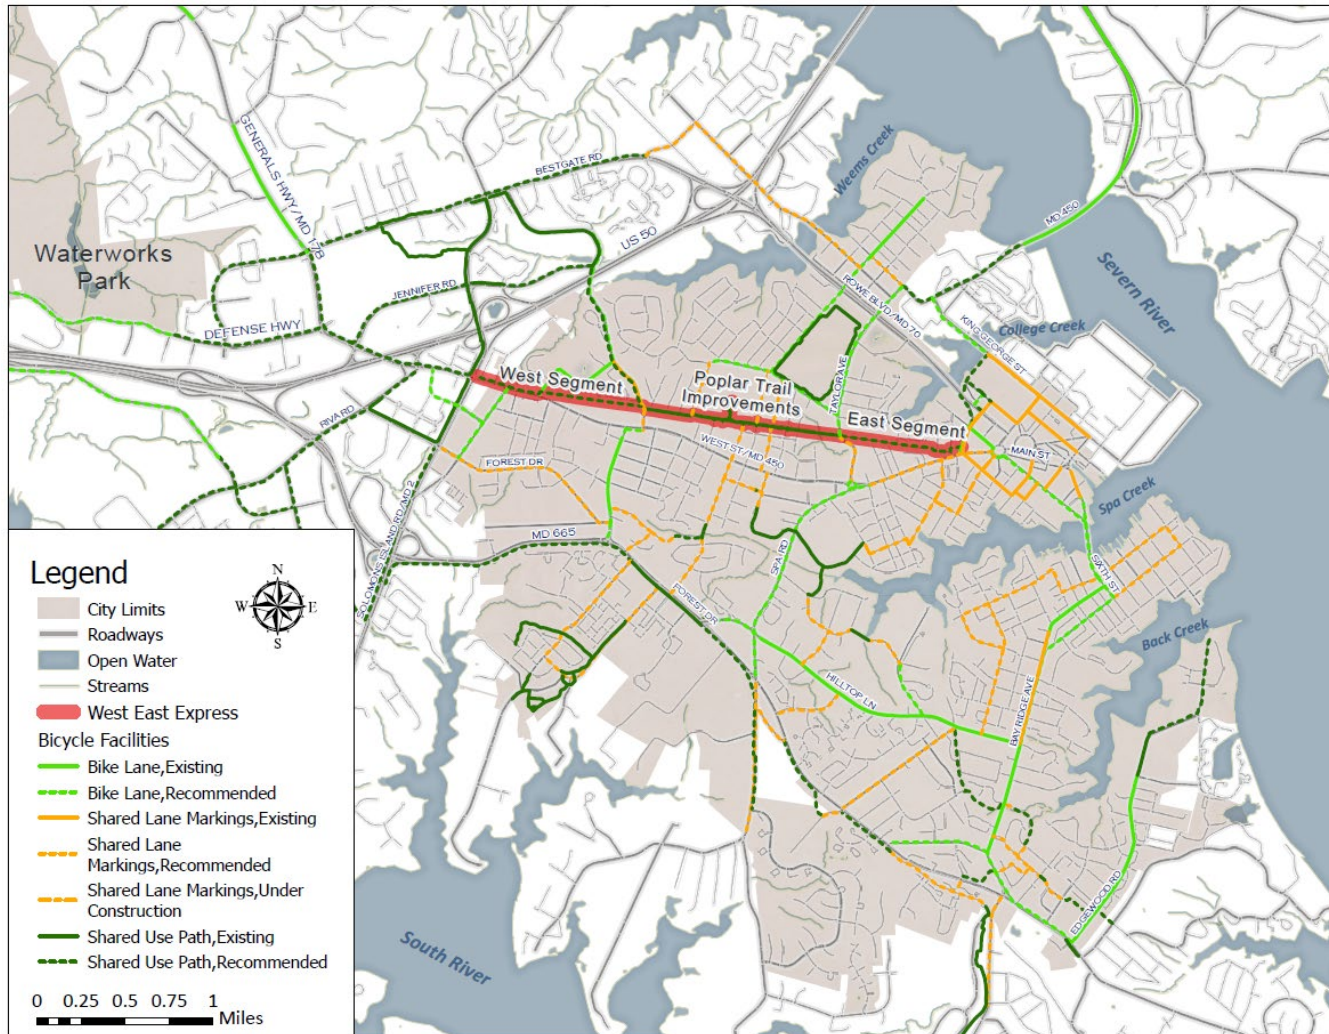 GENERALS HWY/MD 178
BESTGATE RD
Weems Creek
MD 450
US 50
Waterworks
Park
Severn River
JENNIFER RD
ROWE BLVD/MD 70
DEFENSE HWY
KING GEORGE ST
College Creek
West Segment
Poplar Trail
Improvements
TAYLOR AVE
East Segment
RIVA RD
WEST ST/MD 450
MAIN ST
FOREST DR
Spa Creek
MD 665
SOLOMONS ISLAND RD/MD 2
SPA RD
SIXTH ST
FOREST DR
Back Creek
HILLTOP LN
BAY RIDGE AVE
EDGEWOOD RD
South River
Legend
N
W
E
S
City Limits
Roadways
Open Water
Streams
West East Express
Bicycle Facilities
Bike Lane,Existing
Bike Lane,Recommended
Shared Lane Markings,Existing
Shared Lane
Markings,Recommended
Shared Lane Markings,Under
Construction
Shared Use Path,Existing
Shared Use Path,Recommended
0 0.25 0.5 0.75 1
Miles